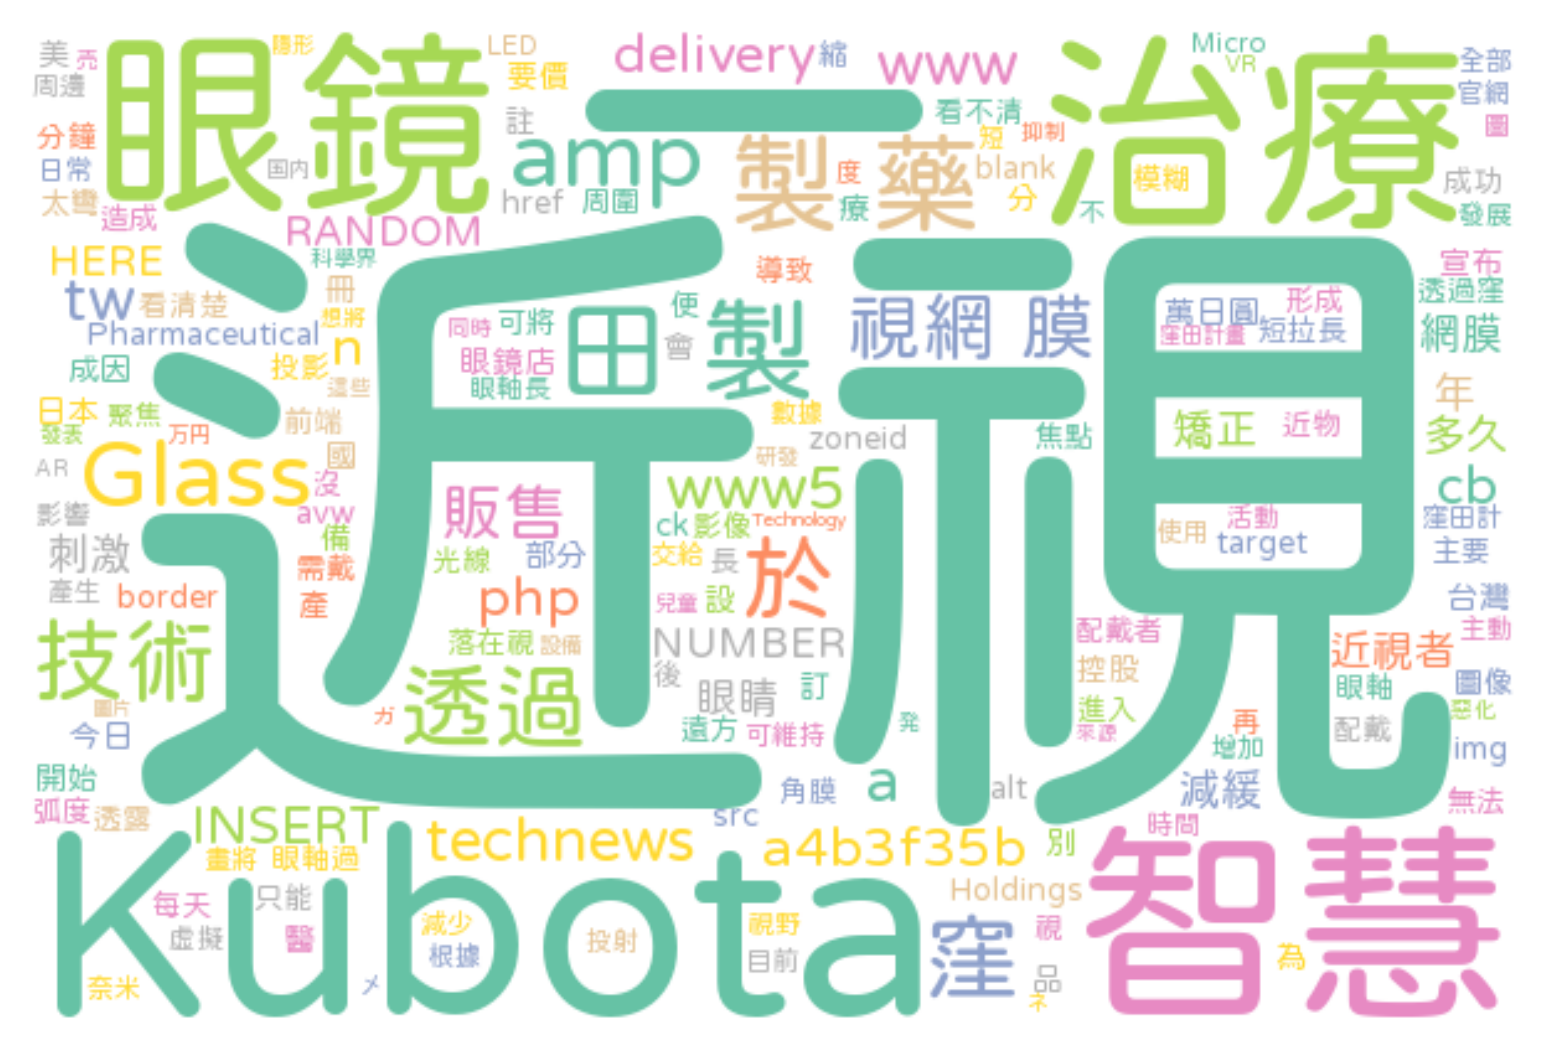 美
売
眼鏡
隱形
LED
要價
delivery
縮
www
Micro
VR
治療
全部
官網
周邊
一
看不清
圖
分鐘
註
amp
製藥
短
抑制
日常
国内
度
blank
模糊
成功
太彎
造成
href
周圍
療
分
不
發展
RANDOM
近視
HERE
科學界
導致
宣布
tw
看清楚
冊
想將
同時
可將
田
便
製
視網 膜
萬日圓
形成
透過窪
Pharmaceutical
n
眼鏡店
會
窪田計畫
短拉長
網膜
成因
投影
這些
眼軸長
年
日本
聚焦
前端
數據
矯正
近物
多久
發表
万円
zoneid
焦點
AR
Glass
國
研發
沒
www5
cb
影響
avw
販售
ck
影像
Technology
活動
窪田計
刺激
備
光線
部分
交給
長
於
使用
target
主要
需戴
產生
border
產
php
兒童
設
台灣
技術
落在視
設備
NUMBER
配戴者
近視者
主動
透過
後
眼睛
訂
控股
眼軸
圖像
圖片
ガ
進入
惡化
今日
遠方
可維持
発
來源
再
配戴
增加
img
開始
角膜
a
alt
減緩
無法
弧度
透露
INSERT
src
時間
Kubota
technews
a4b3f35b
別
智慧
畫將
眼軸過
每天
只能
Holdings
虛擬
醫
減少
視野
窪
視
根據
投射
目前
為
奈米
メ
品
ネ